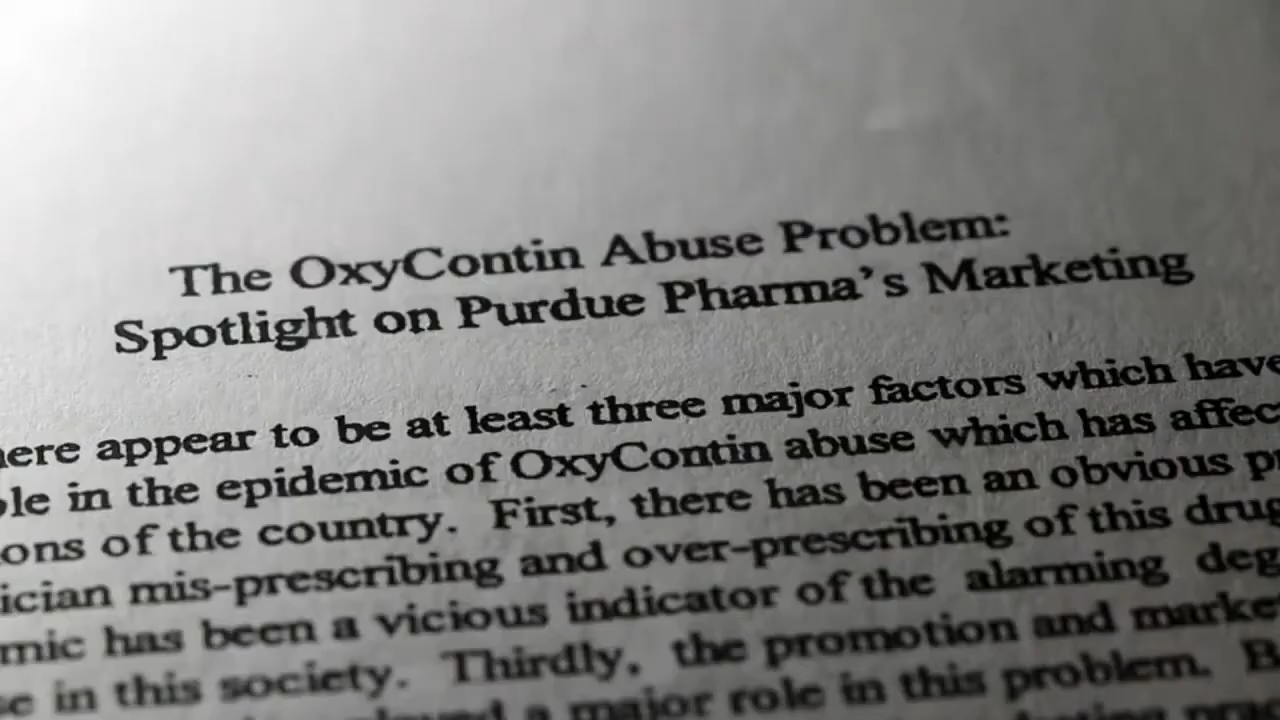 The OxyContin Abuse Problem:
Spotlight on Purdue Pharma's Marketing
appear to be at least three major factors which have
in the epidemic of OxyContin abuse which has
of the country. First, there has been an obvious
mis-prescribing and over-prescribing of this drug
has been a vicious indicator of the alarming
in this society. Thirdly, the promotion and
a major role in this problem.